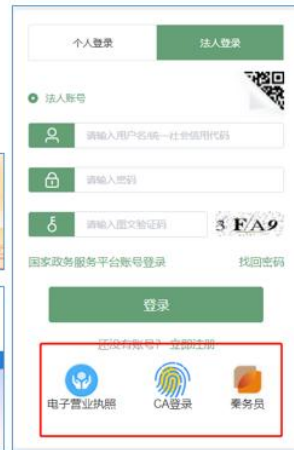 个人登录
法人登录
法人账号
请输入用户名/统一社会信用代码
请输入密码
请输入图文验证码
3 F/A9
国家政务服务平台账号登录
找回密码
登录
还没有账号? 立即注册
电子营业执照
CA登录
秦务员